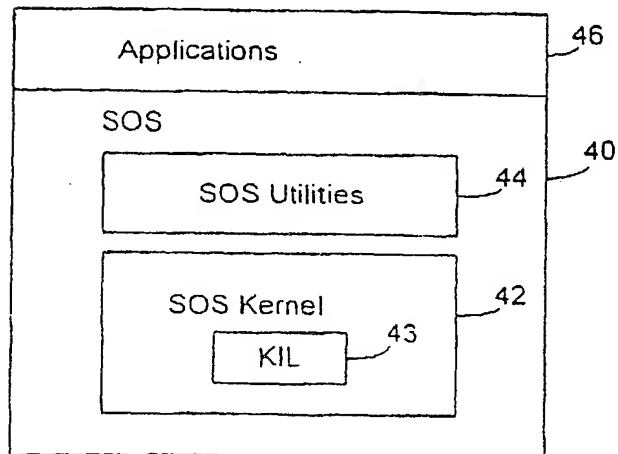 Applications
46
SOS
40
SOS Utilities
44
SOS Kernel
42
KIL
43